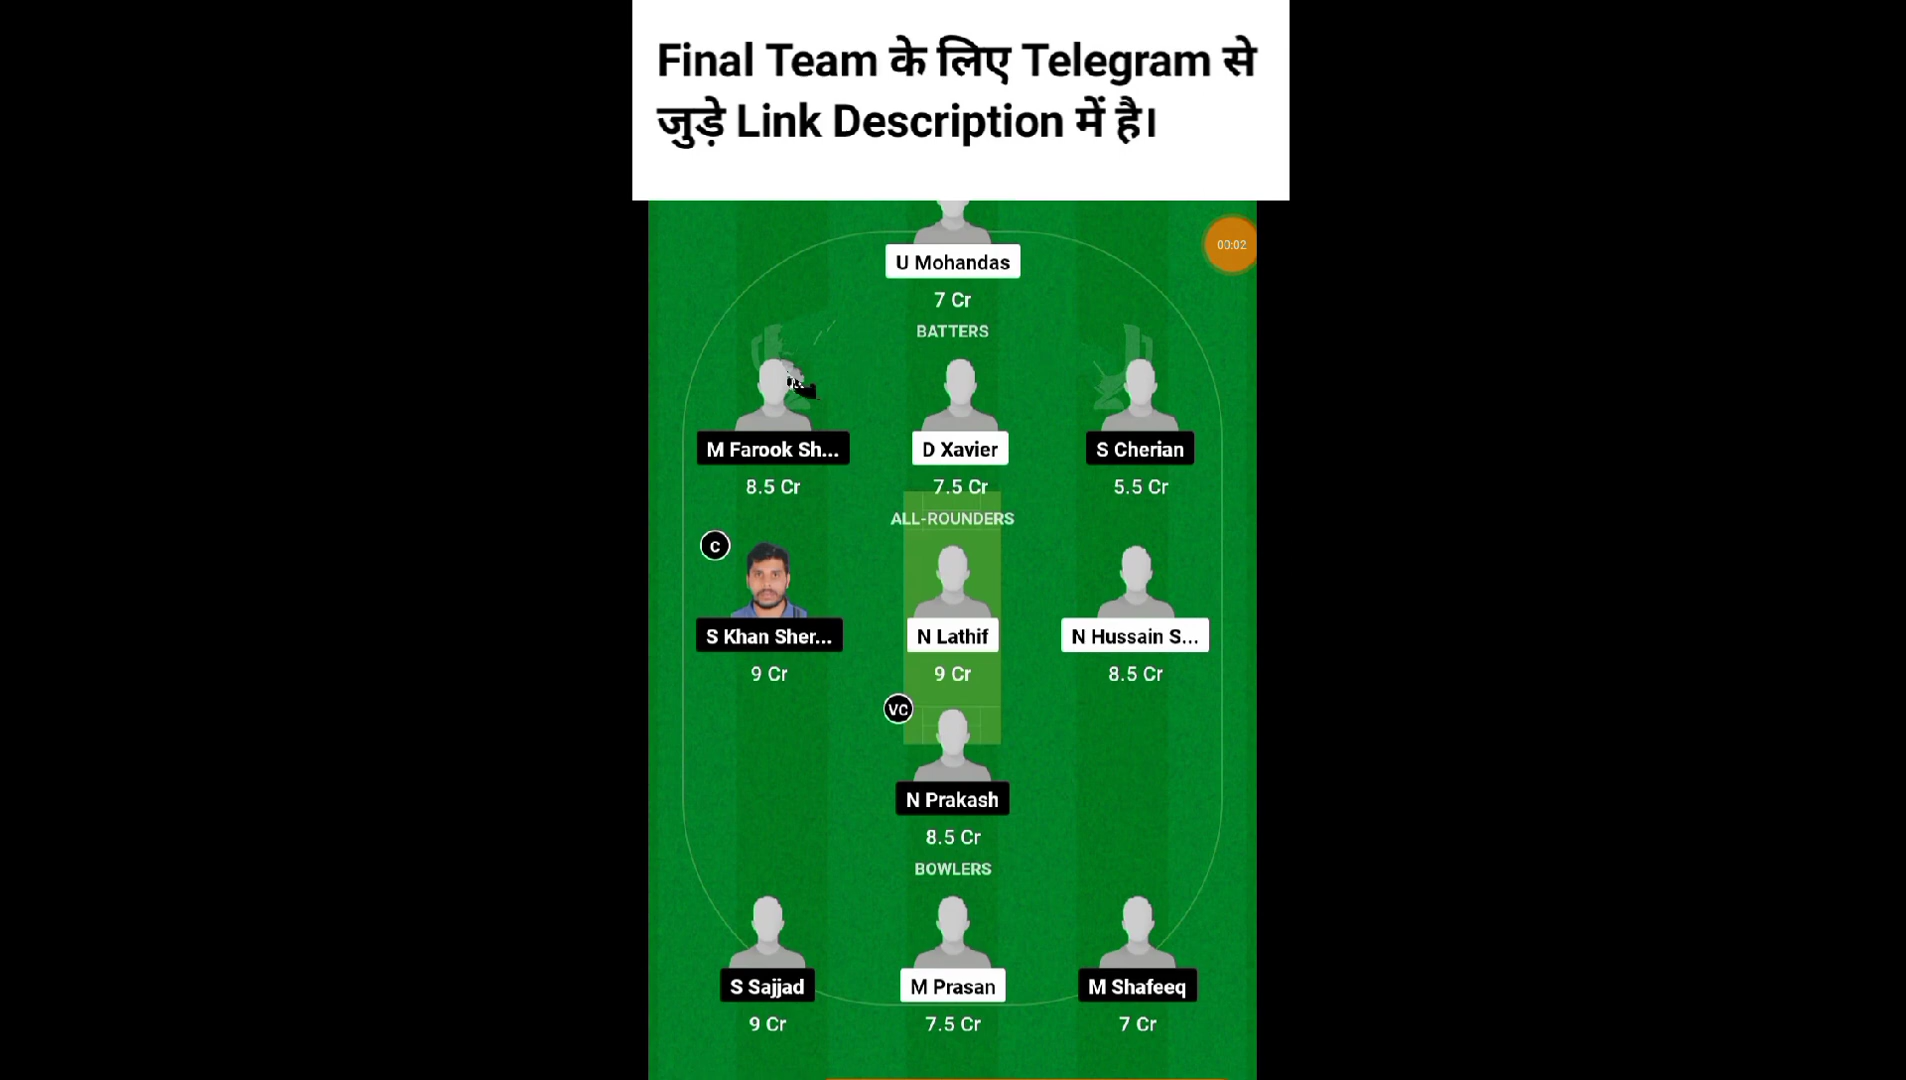 Final Team के लिए Telegram से
जुड़े Link Description में है।
00:02
U Mohandas
7 Cr
BATTERS
M Farook Sh... D Xavier S Cherian
8.5 Cr 7.5 Cr 5.5 Cr
ALL-ROUNDERS
C
S Khan Sher... N Lathif N Hussain S...
9 Cr 9 Cr 8.5 Cr
VC
N Prakash
8.5 Cr
BOWLERS
S Sajjad M Prasan M Shafeeq
9 Cr 7.5 Cr 7 Cr